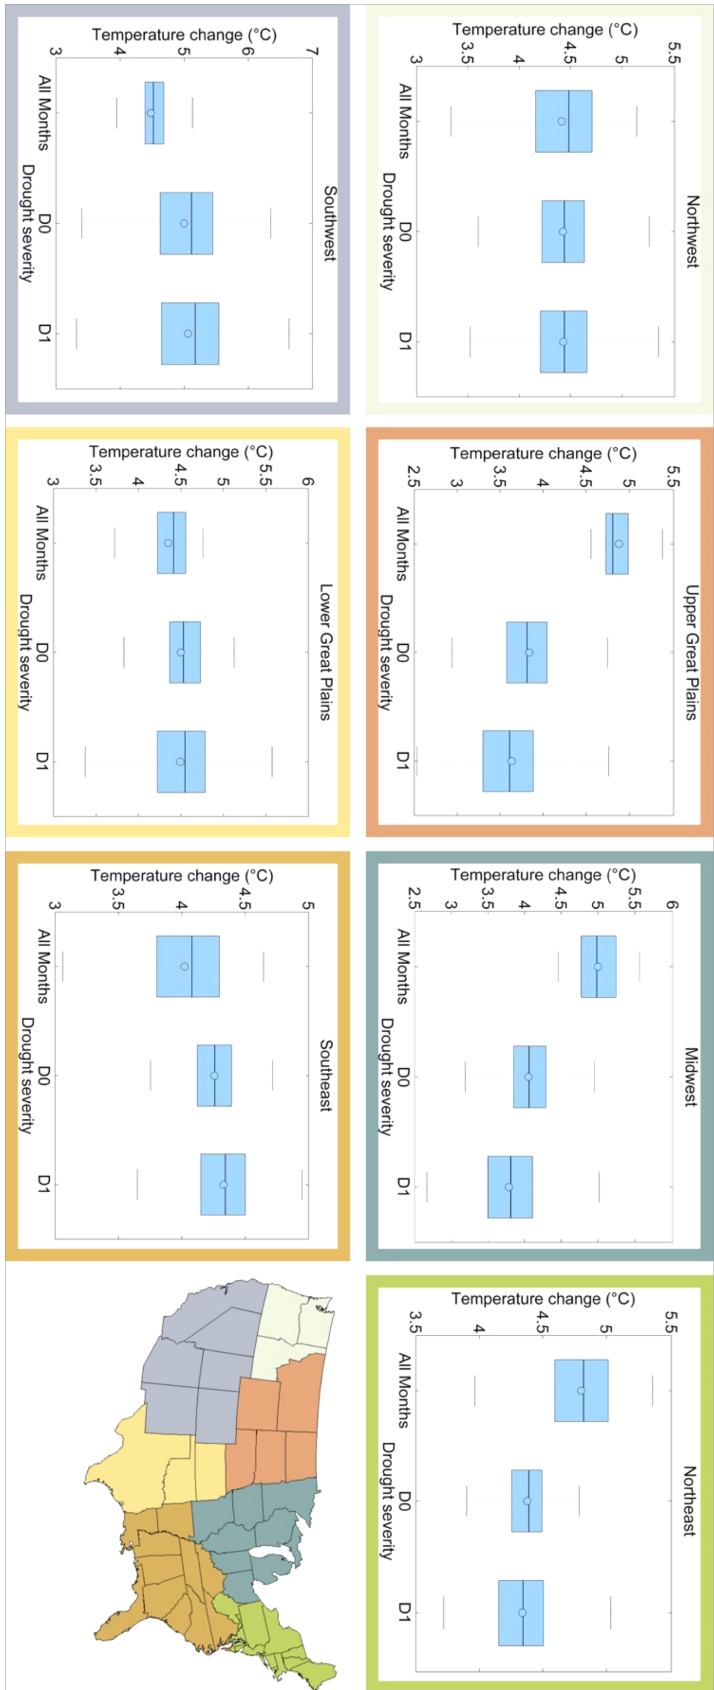 Northwest
Temperature change (°C)
5.5
5
4.5
4
3.5
3
All Months
D0
D1
Drought severity
Upper Great Plains
Temperature change (°C)
5.5
5
4.5
4
3.5
3
2.5
All Months
D0
D1
Drought severity
Midwest
Temperature change (°C)
6
5.5
5
4.5
4
3.5
3
2.5
All Months
D0
D1
Drought severity
Northeast
Temperature change (°C)
5.5
5
4.5
4
3.5
All Months
D0
D1
Drought severity
Southwest
Temperature change (°C)
7
6
5
4
3
All Months
D0
D1
Drought severity
Lower Great Plains
Temperature change (°C)
6
5.5
5
4.5
4
3.5
3
All Months
D0
D1
Drought severity
Southeast
Temperature change (°C)
5
4.5
4
3.5
3
All Months
D0
D1
Drought severity